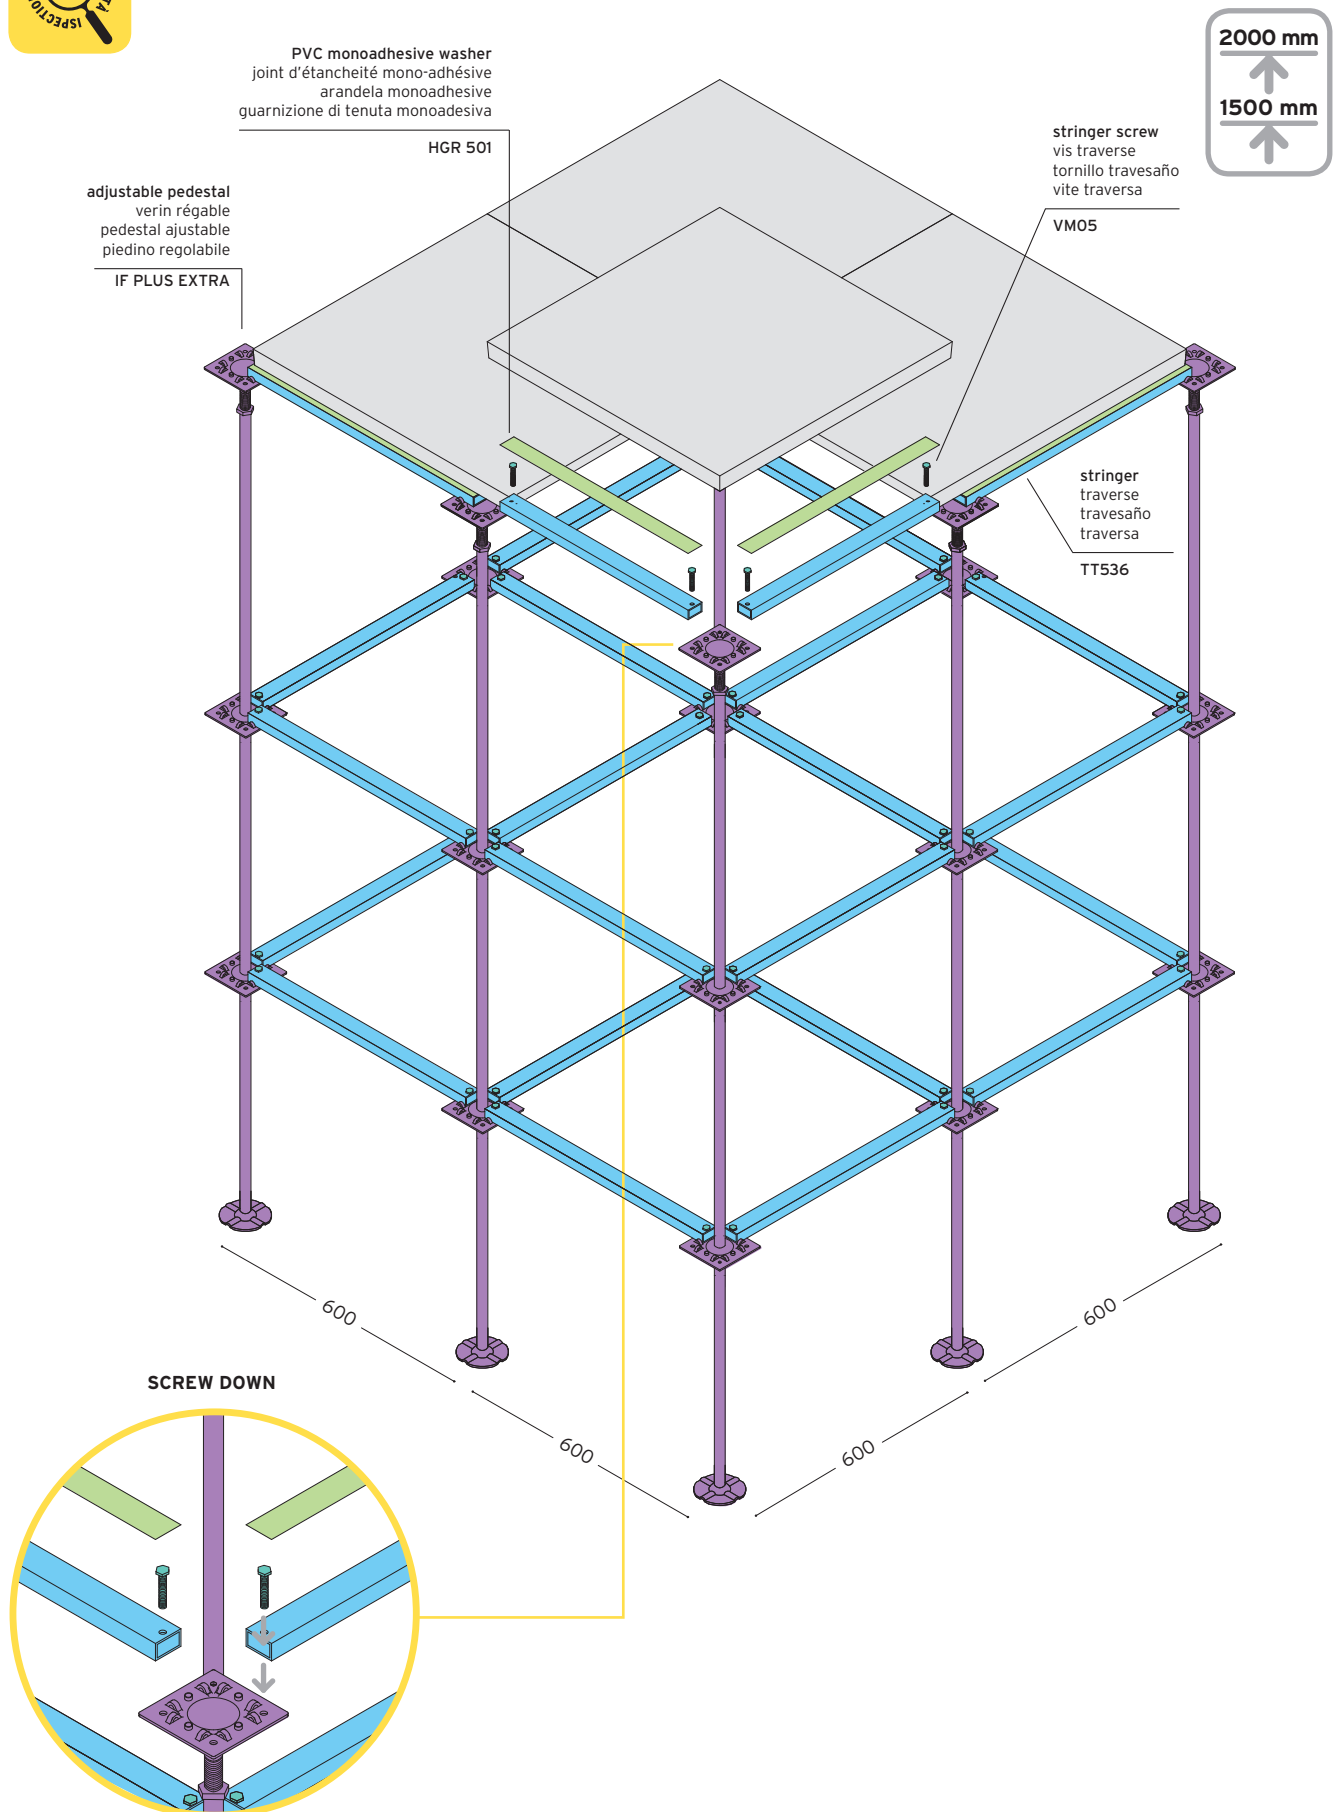 ISPECTION
TÀ
2000 mm
1500 mm
PVC monoadhesive washer
joint d'étancheité mono-adhésive
arandela monoadhesive
guarnizione di tenuta monoadesiva
HGR 501
stringer screw
vis traverse
tornillo travesaño
vite traversa
VM05
adjustable pedestal
verin régable
pedestal ajustable
piedino regolabile
IF PLUS EXTRA
stringer
traverse
travesaño
traversa
TT536
600
600
600
600
SCREW DOWN